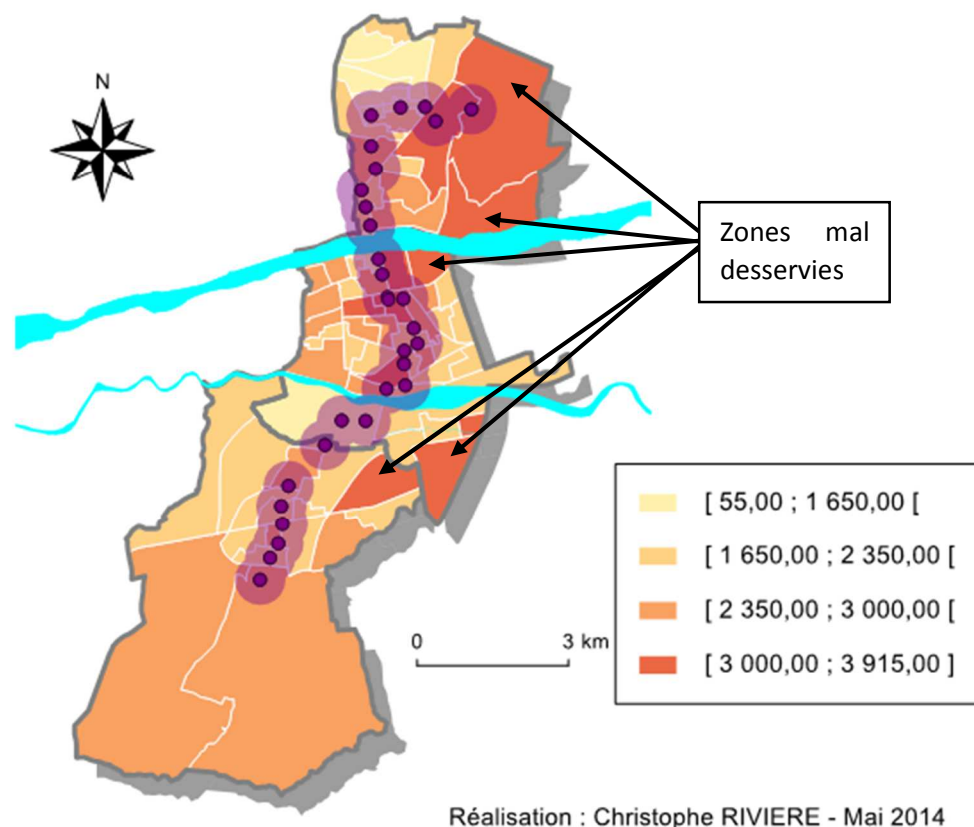 N
Zones mal
desservies
[ 55,00 ; 1 650,00 [
[ 1 650,00 ; 2 350,00 [
[ 2 350,00 ; 3 000,00 [
[ 3 000,00 ; 3 915,00 ]
0 3 km
Réalisation : Christophe RIVIERE - Mai 2014